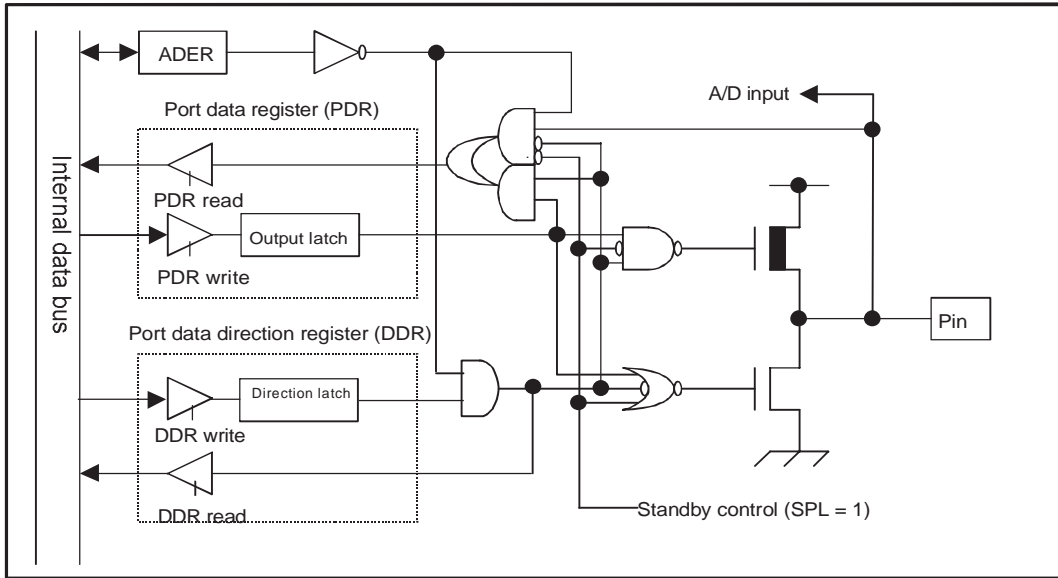 ADER
A/D input
Port data register (PDR)
Internal data bus
PDR read
Output latch
PDR write
Pin
Port data direction register (DDR)
Direction latch
DDR write
DDR read
Standby control (SPL = 1)